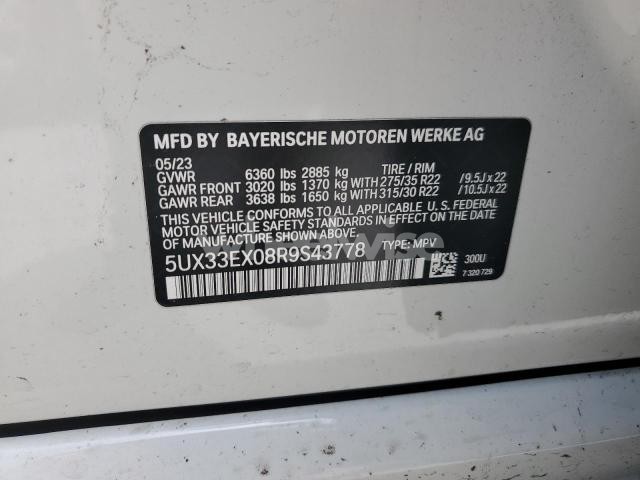 MFD BY BAYERISCHE MOTOREN WERKE AG
05/23
GVWR 6360 lbs 2885 kg TIRE / RIM
GAWR FRONT 3020 lbs 1370 kg WITH 275/35 R22 /9.5J x 22
GAWR REAR 3638 lbs 1650 kg WITH 315/30 R22 /10.5J x 22
THIS VEHICLE CONFORMS TO ALL APPLICABLE U. S. FEDERAL
MOTOR VEHICLE SAFETY STANDARDS IN EFFECT ON THE DATE
OF MANUFACTURE SHOWN ABOVE.
5UX33EX08R9S43778 TYPE: MPV
300U
7 320 729